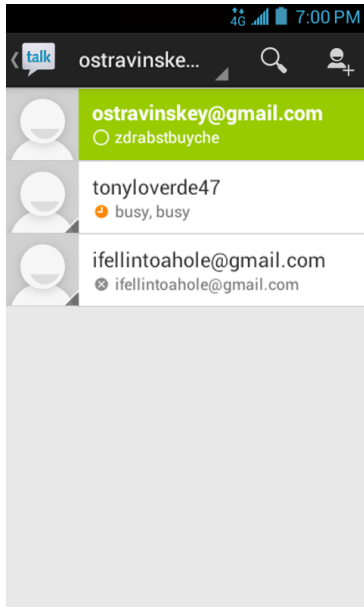 4G 7:00 PM
talk ostravinske...
ostravinskey@gmail.com
zdrabstbuyche
tonyloverde47
busy, busy
ifellintoahole@gmail.com
ifellintoahole@gmail.com